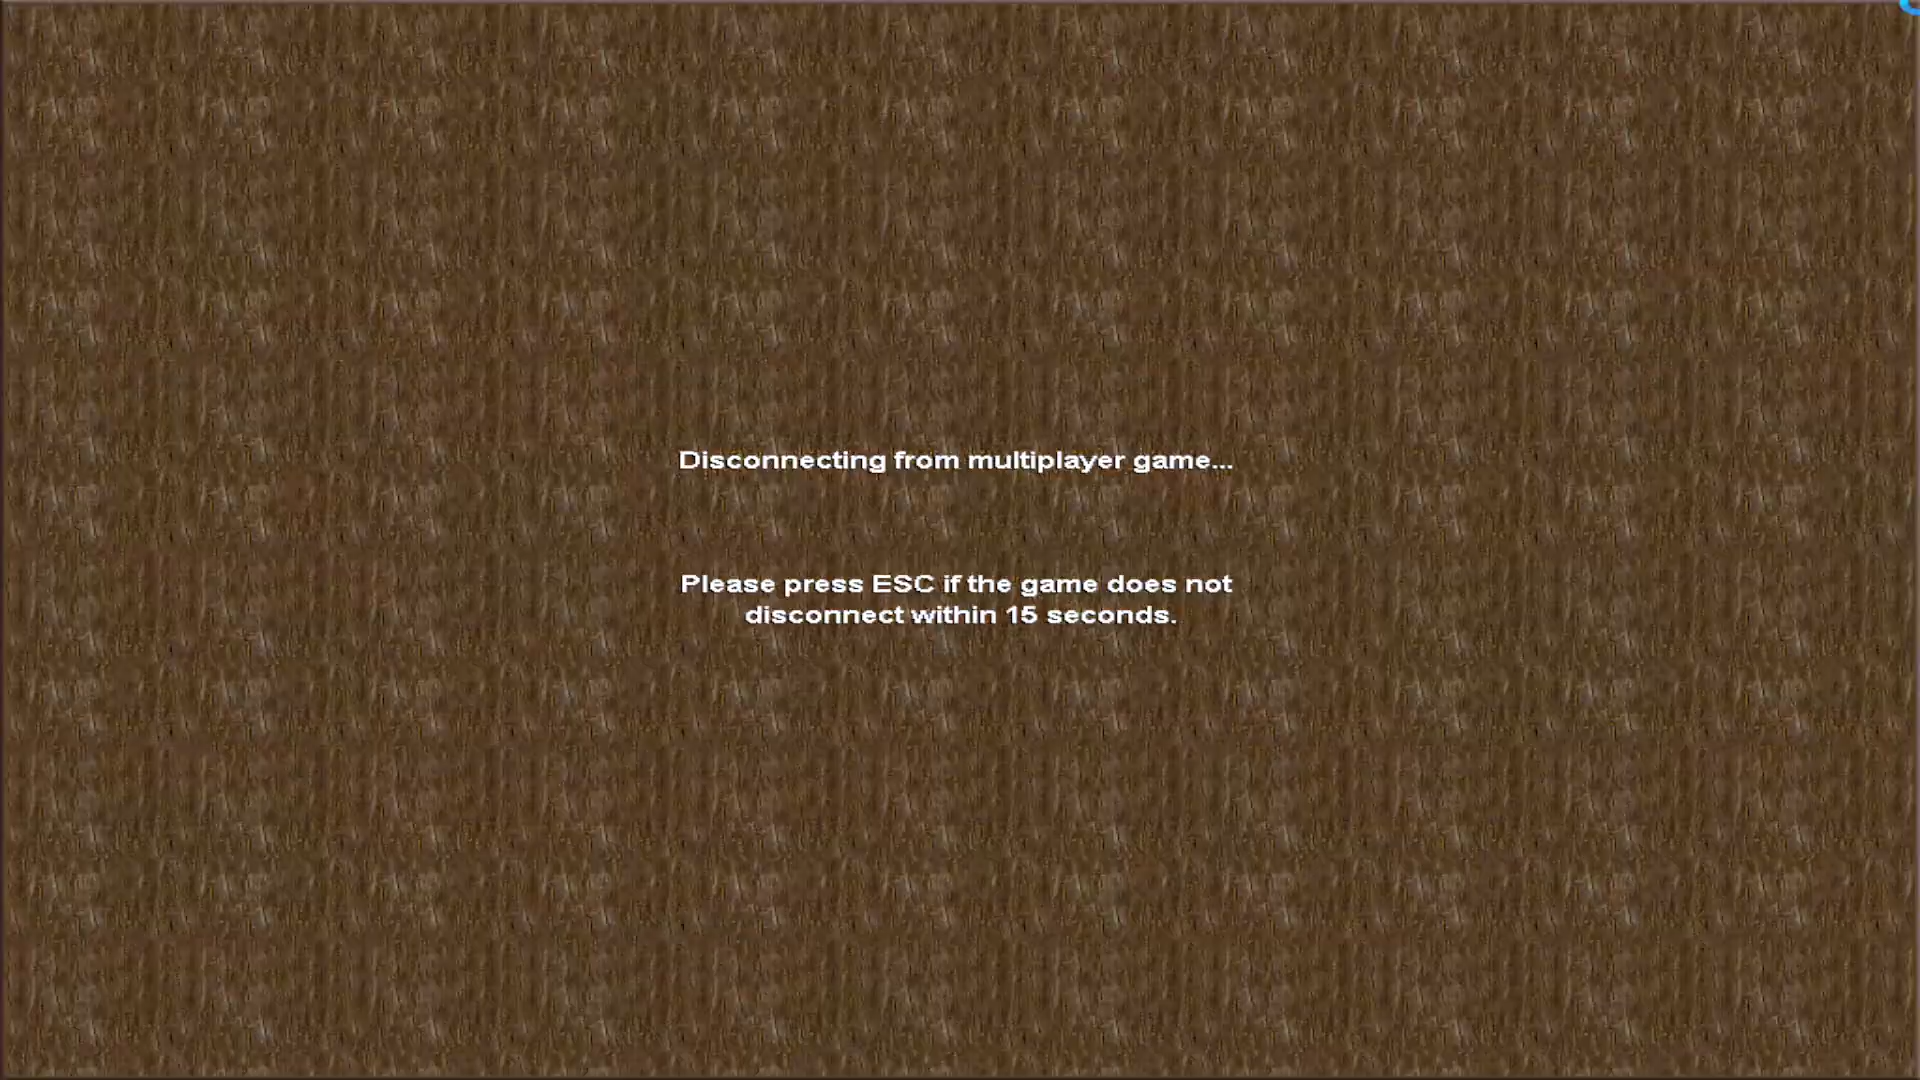 Disconnecting from multiplayer game...
Please press ESC if the game does not
disconnect within 15 seconds.